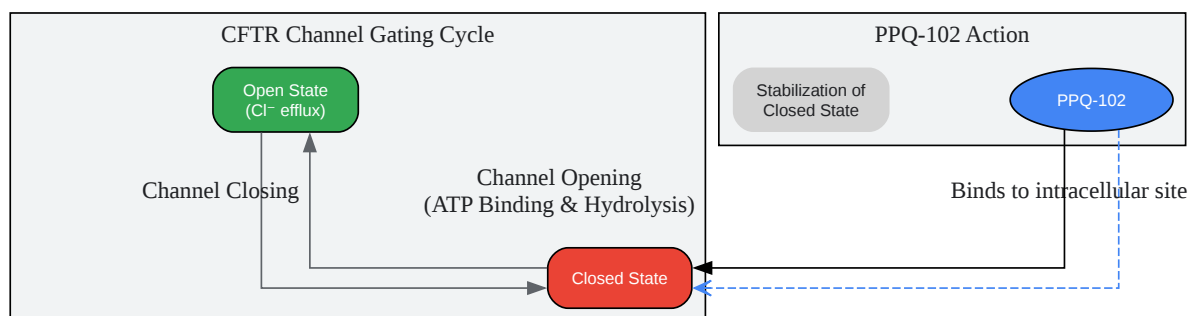 CFTR Channel Gating Cycle
PPQ-102 Action
Open State
(Cl⁻ efflux)
Stabilization of
Closed State
PPQ-102
Channel Closing
Channel Opening
(ATP Binding & Hydrolysis)
Binds to intracellular site
Closed State